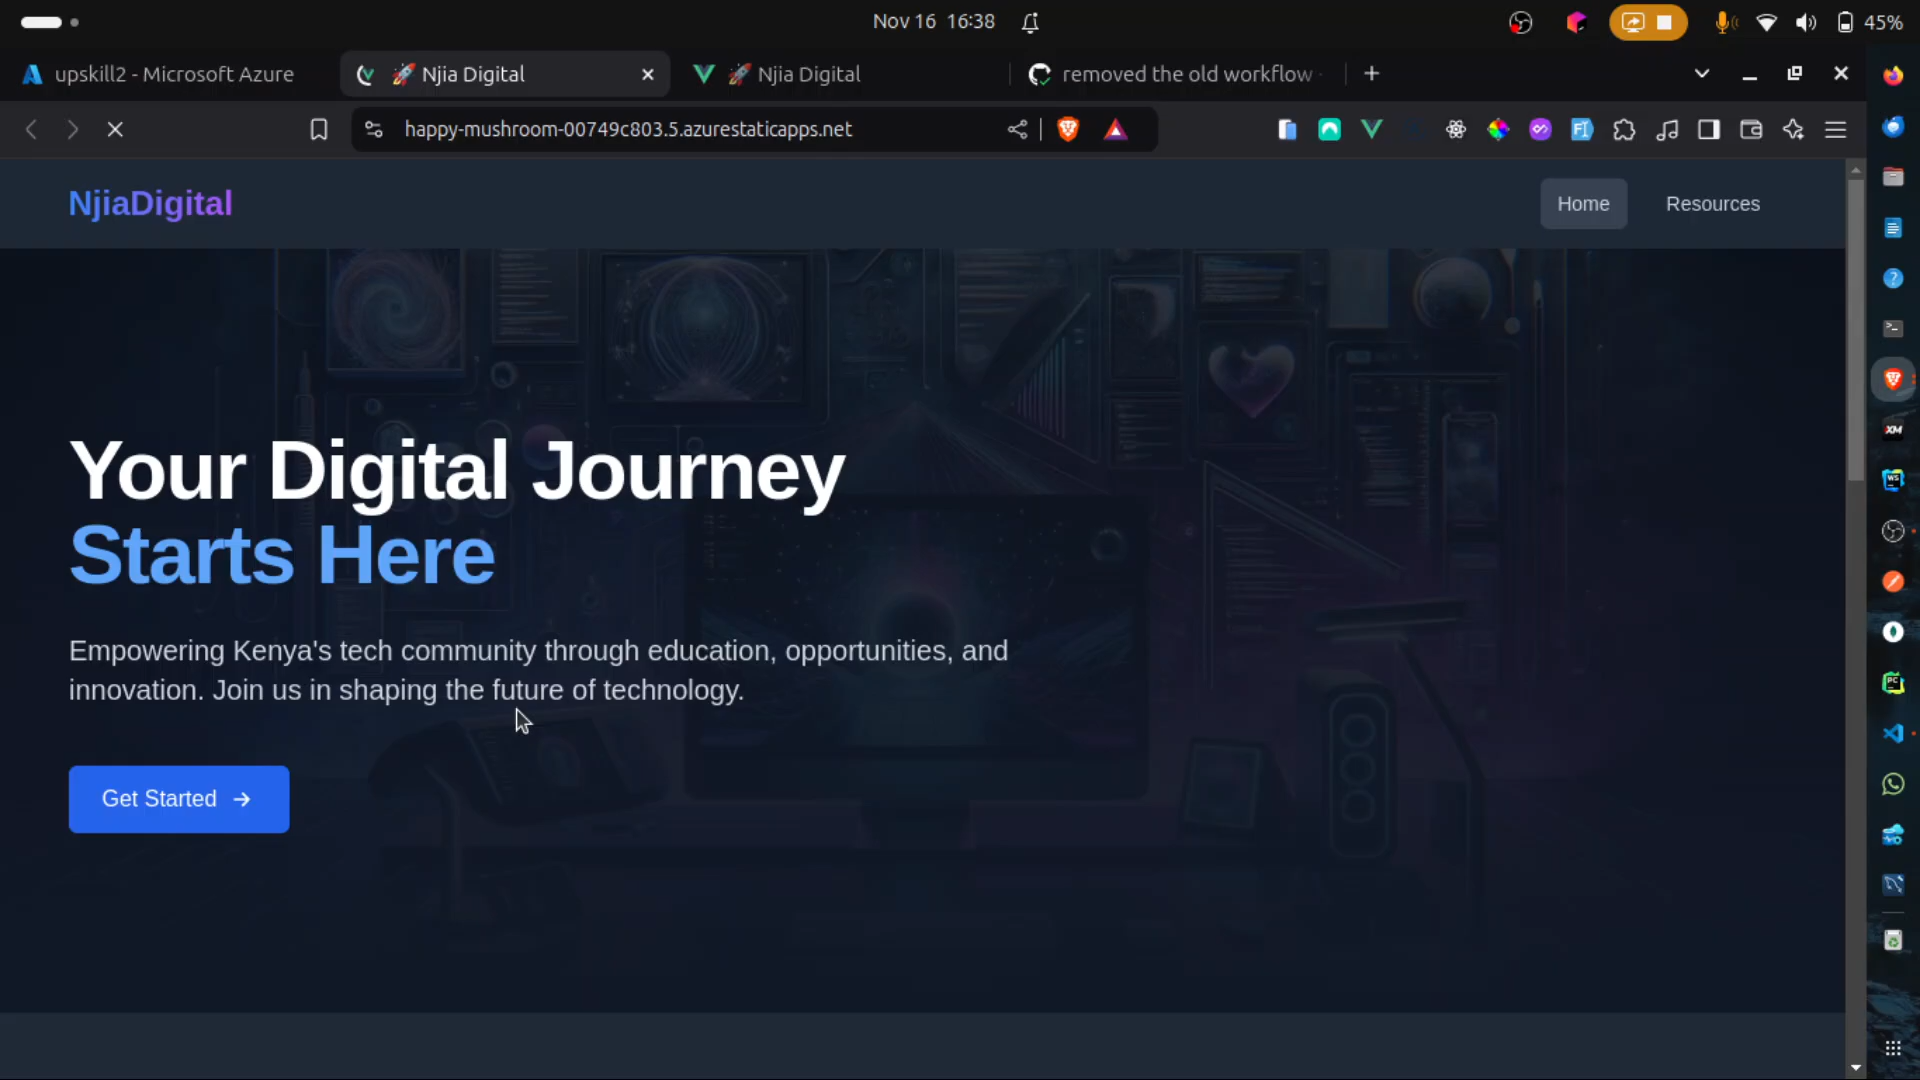 Nov 16 16:38
45%
upskill2 - Microsoft Azure
🚀 Njia Digital
🚀 Njia Digital
removed the old workflow ·
happy-mushroom-00749c803.5.azurestaticapps.net
NjiaDigital
Home
Resources
Your Digital Journey
Starts Here
Empowering Kenya's tech community through education, opportunities, and
innovation. Join us in shaping the future of technology.
Get Started →